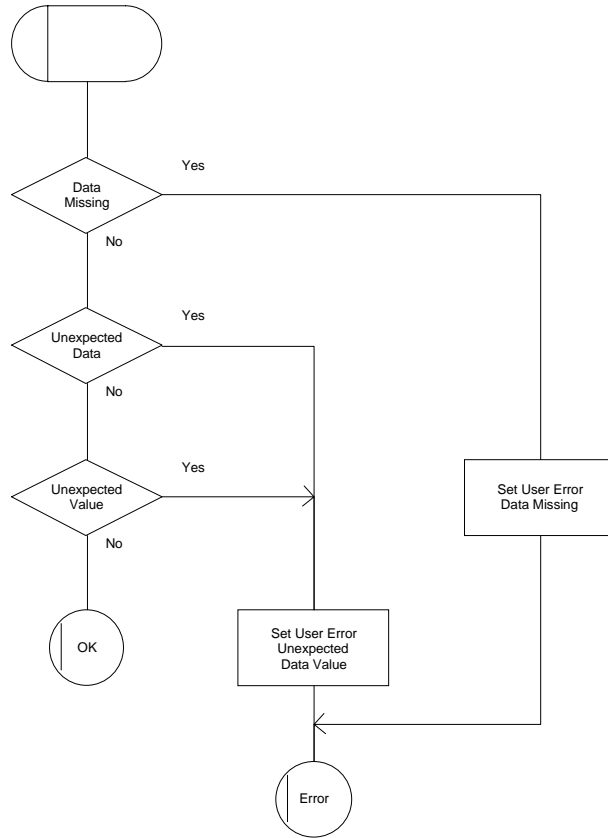 Yes
Data
Missing
No
Yes
Unexpected
Data
No
Yes
Unexpected
Value
No
Set User Error
Data Missing
OK
Set User Error
Unexpected
Data Value
Error